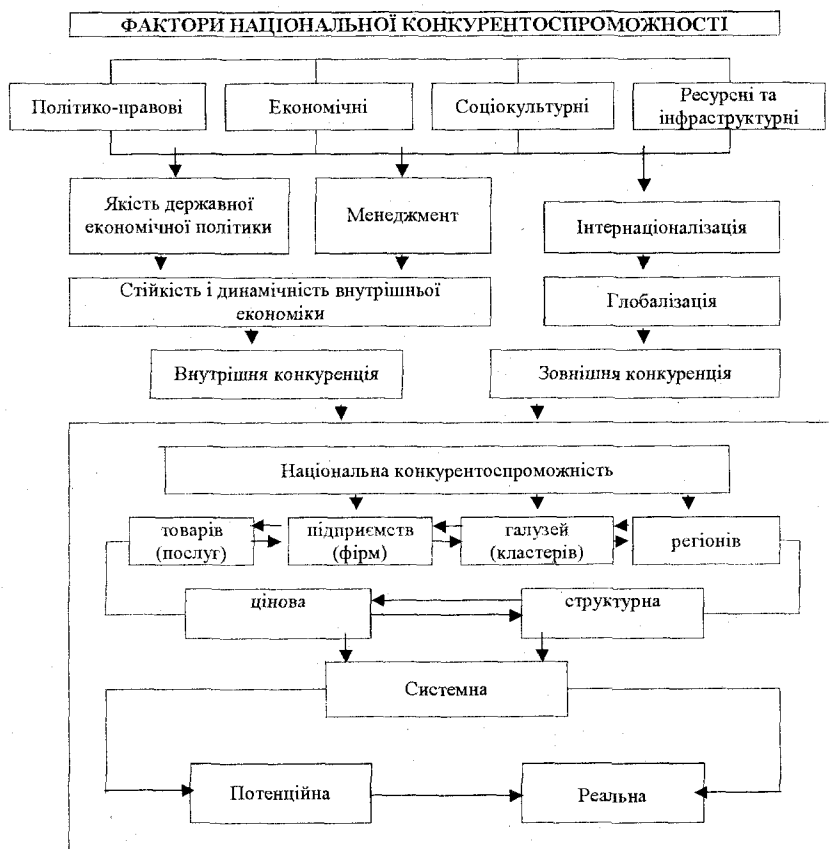 ФАКТОРИ НАЦІОНАЛЬНОЇ КОНКУРЕНТОСПРОМОЖНОСТІ
Політико-правові
Економічні
Соціокультурні
Ресурсні та
інфраструктурні
Якість державної
економічної політики
Менеджмент
Інтернаціоналізація
Стійкість і динамічність внутрішньої
економіки
Глобалізація
Внутрішня конкуренція
Зовнішня конкуренція
Національна конкурентоспроможність
товарів
(послуг)
підприємств
(фірм)
галузей
(кластерів)
регіонів
цінова
структурна
Системна
Потенційна
Реальна